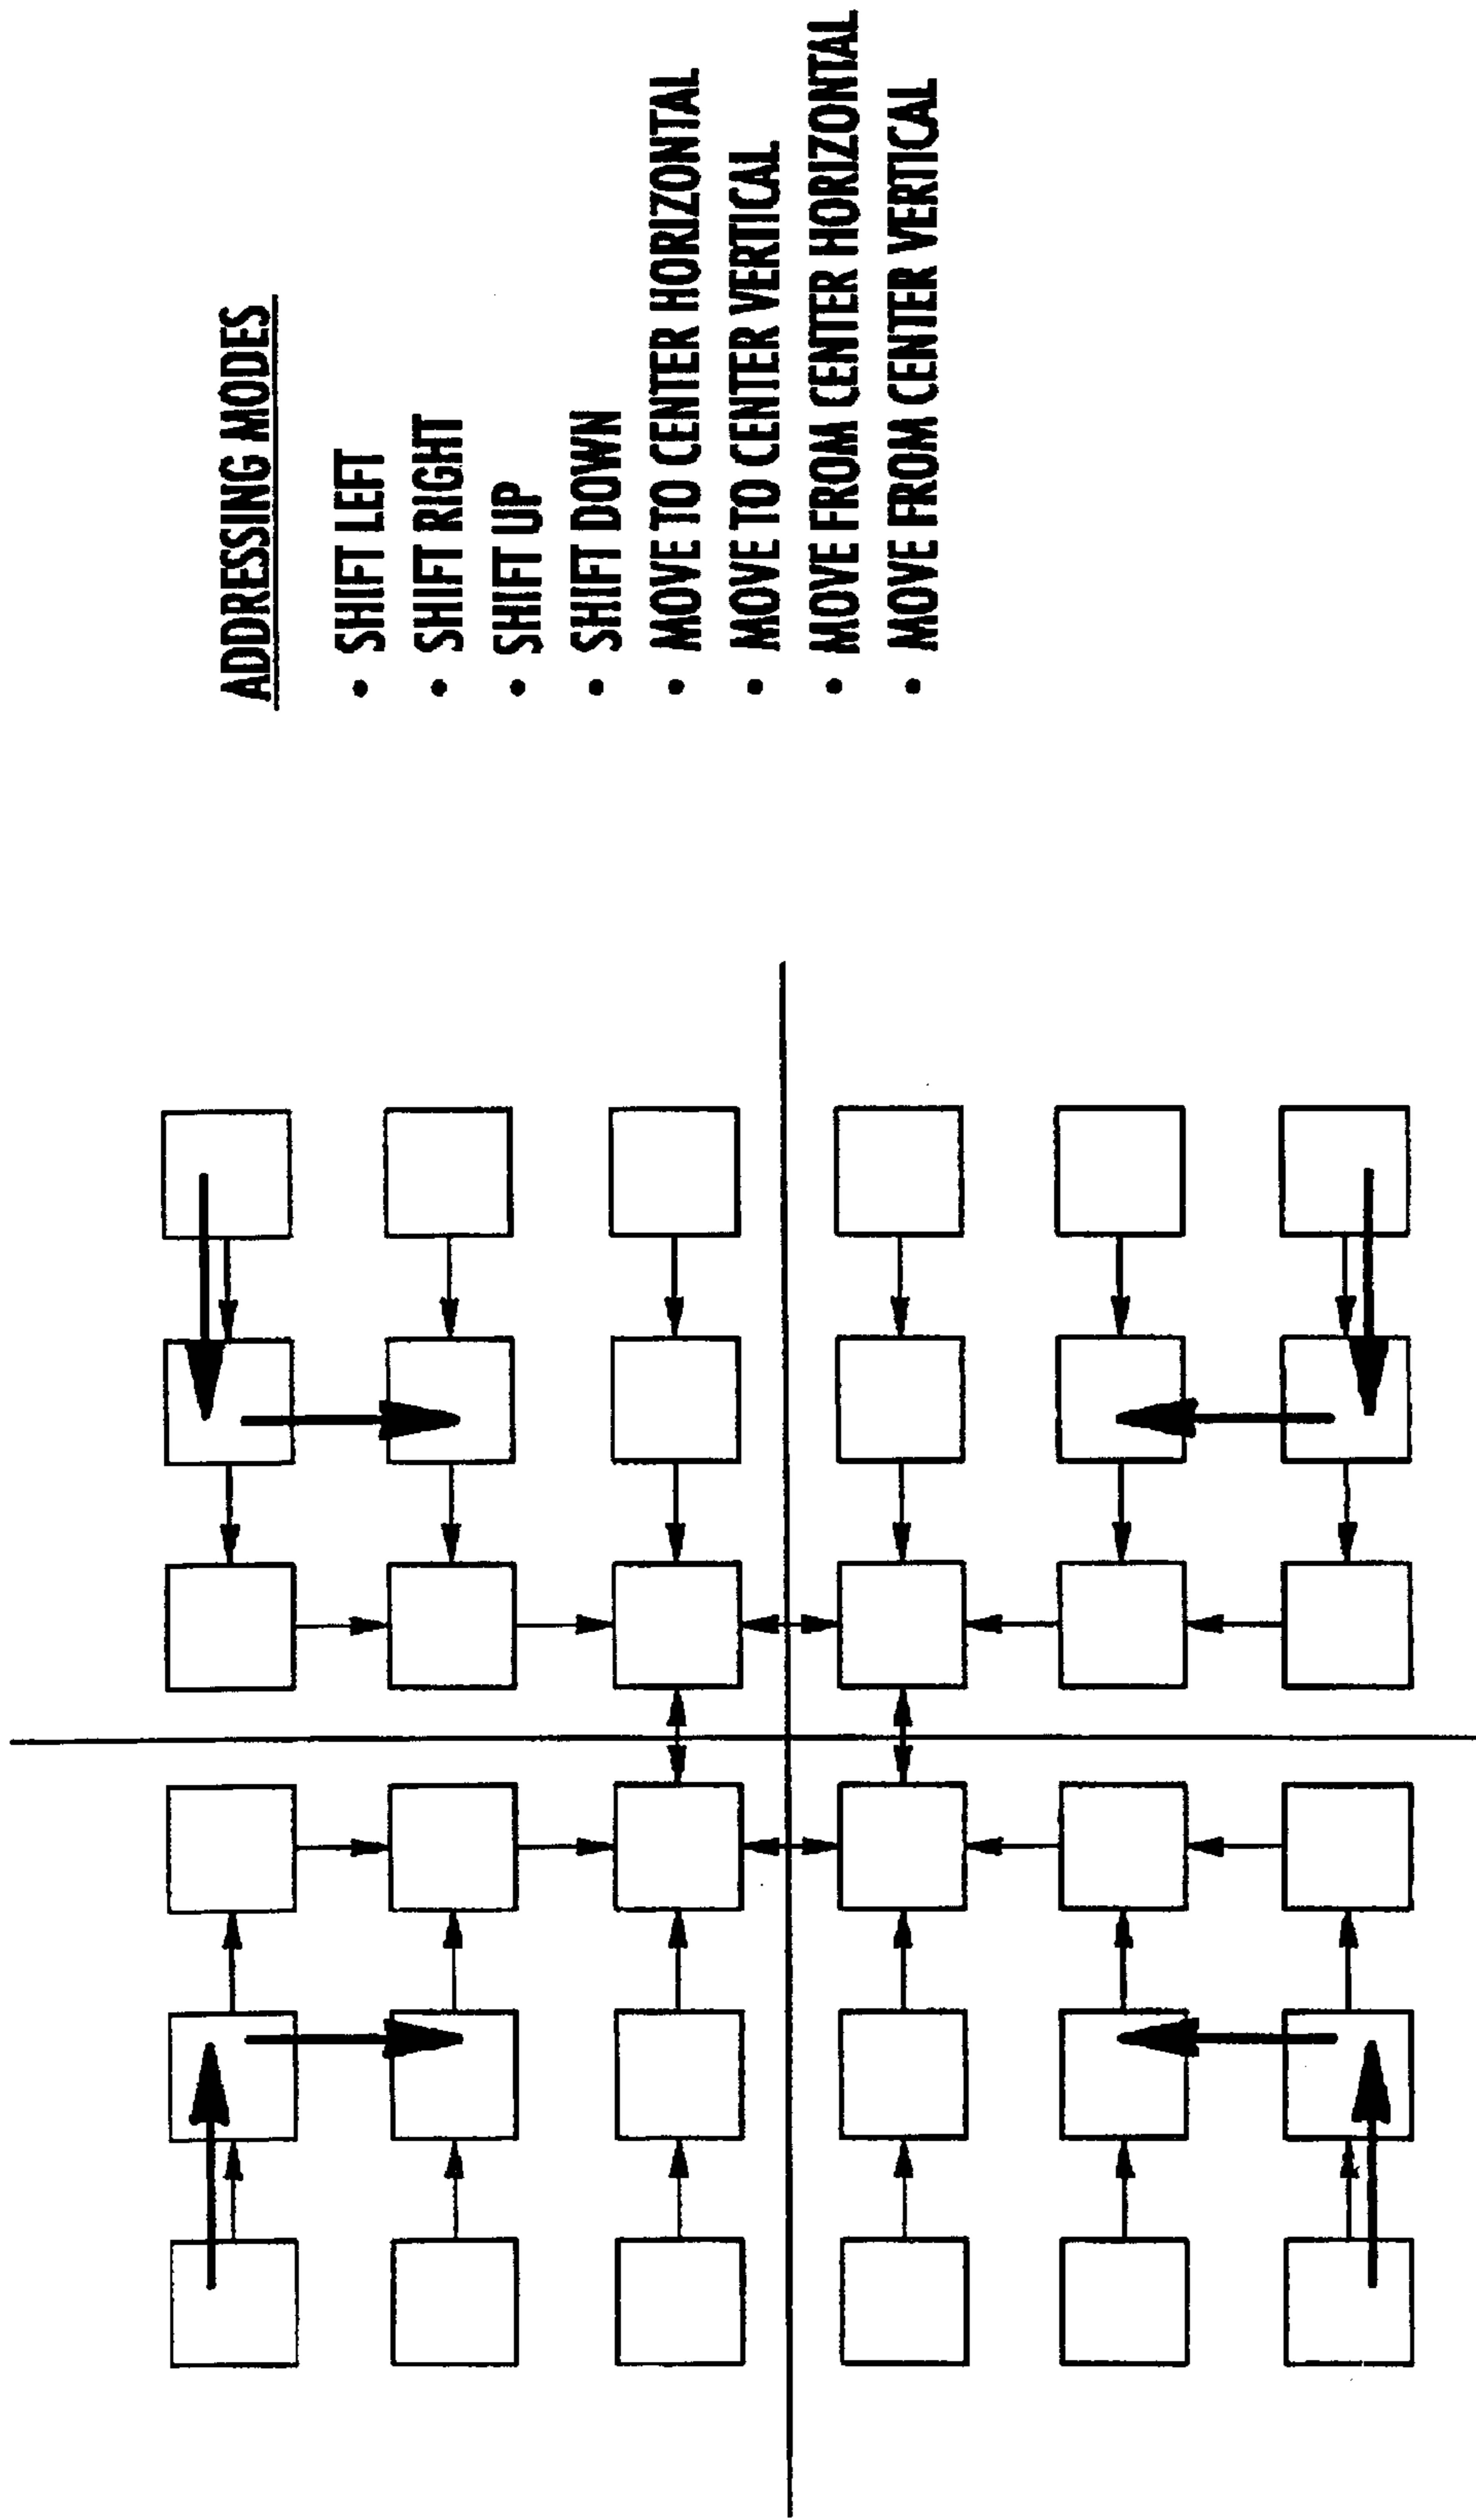 ADDRESSING MODES
• SHIFT LEFT
• SHIFT RIGHT
• SHIFT UP
• SHIFT DOWN
• MOVE TO CENTER HORIZONTAL
• MOVE TO CENTER VERTICAL
• MOVE FROM CENTER HORIZONTAL
• MOVE FROM CENTER VERTICAL